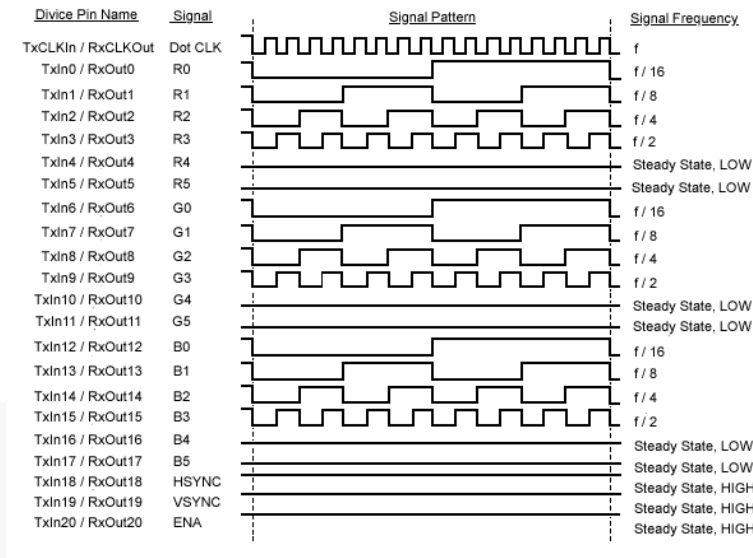 Divice Pin Name Signal Signal Pattern Signal Frequency
TxCLKIn / RxCLKOut Dot CLK f
TxIn0 / RxOut0 R0 f / 16
TxIn1 / RxOut1 R1 f / 8
TxIn2 / RxOut2 R2 f / 4
TxIn3 / RxOut3 R3 f / 2
TxIn4 / RxOut4 R4 Steady State, LOW
TxIn5 / RxOut5 R5 Steady State, LOW
TxIn6 / RxOut6 G0 f / 16
TxIn7 / RxOut7 G1 f / 8
TxIn8 / RxOut8 G2 f / 4
TxIn9 / RxOut9 G3 f / 2
TxIn10 / RxOut10 G4 Steady State, LOW
TxIn11 / RxOut11 G5 Steady State, LOW
TxIn12 / RxOut12 B0 f / 16
TxIn13 / RxOut13 B1 f / 8
TxIn14 / RxOut14 B2 f / 4
TxIn15 / RxOut15 B3 f / 2
TxIn16 / RxOut16 B4 Steady State, LOW
TxIn17 / RxOut17 B5 Steady State, LOW
TxIn18 / RxOut18 HSYNC Steady State, HIGH
TxIn19 / RxOut19 VSYNC Steady State, HIGH
TxIn20 / RxOut20 ENA Steady State, HIGH